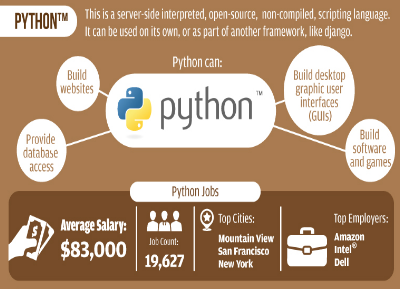 PYTHON™
This is a server-side interpreted, open-source, non-compiled, scripting language.
It can be used on its own, or as part of another framework, like django.
Python can:
Build
websites
Build desktop
graphic user
interfaces
(GUIs)
python™
Provide
database
access
Build
software
and games
Python Jobs
Average Salary:
$83,000
Job Count:
19,627
Top Cities:
Mountain View
San Francisco
New York
Top Employers:
Amazon
Intel®
Dell